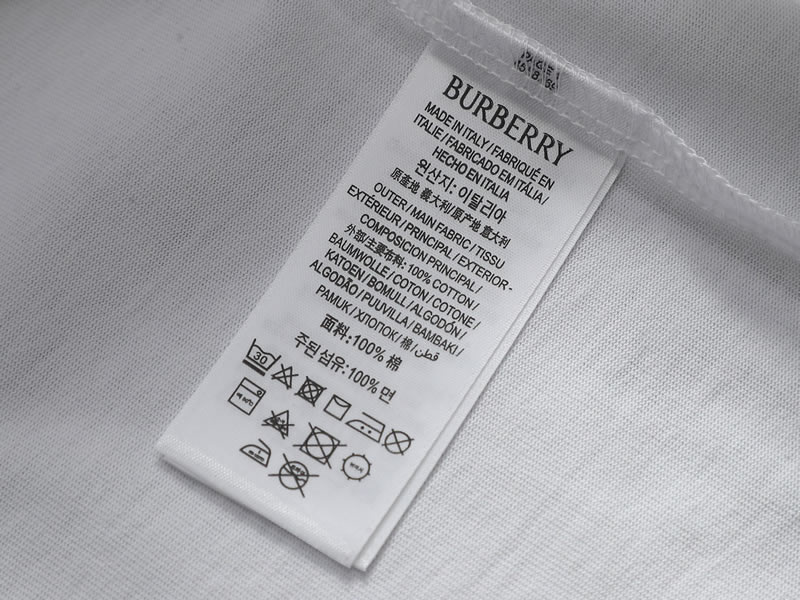 BURBERRY
MADE IN ITALY / FABRIQUÉ EN
ITALIE / FABRICADO EM ITÁLIA /
HECHO EN ITALIA
원산지: 이탈리아
原產地 義大利/原产地 意大利
OUTER / MAIN FABRIC / TISSU
EXTÉRIEUR / PRINCIPAL / EXTERIOR -
COMPOSICION PRINCIPAL /
外部/主要布料: 100% COTTON /
BAUMWOLLE / COTON / COTONE /
KATOEN / BOMULL / ALGODÓN /
ALGODÃO / PUUVILLA / BAMBAKI /
PAMUK / ХЛОПОК / 棉 / قطن
面料:100% 棉
주된 섬유:100% 면
30